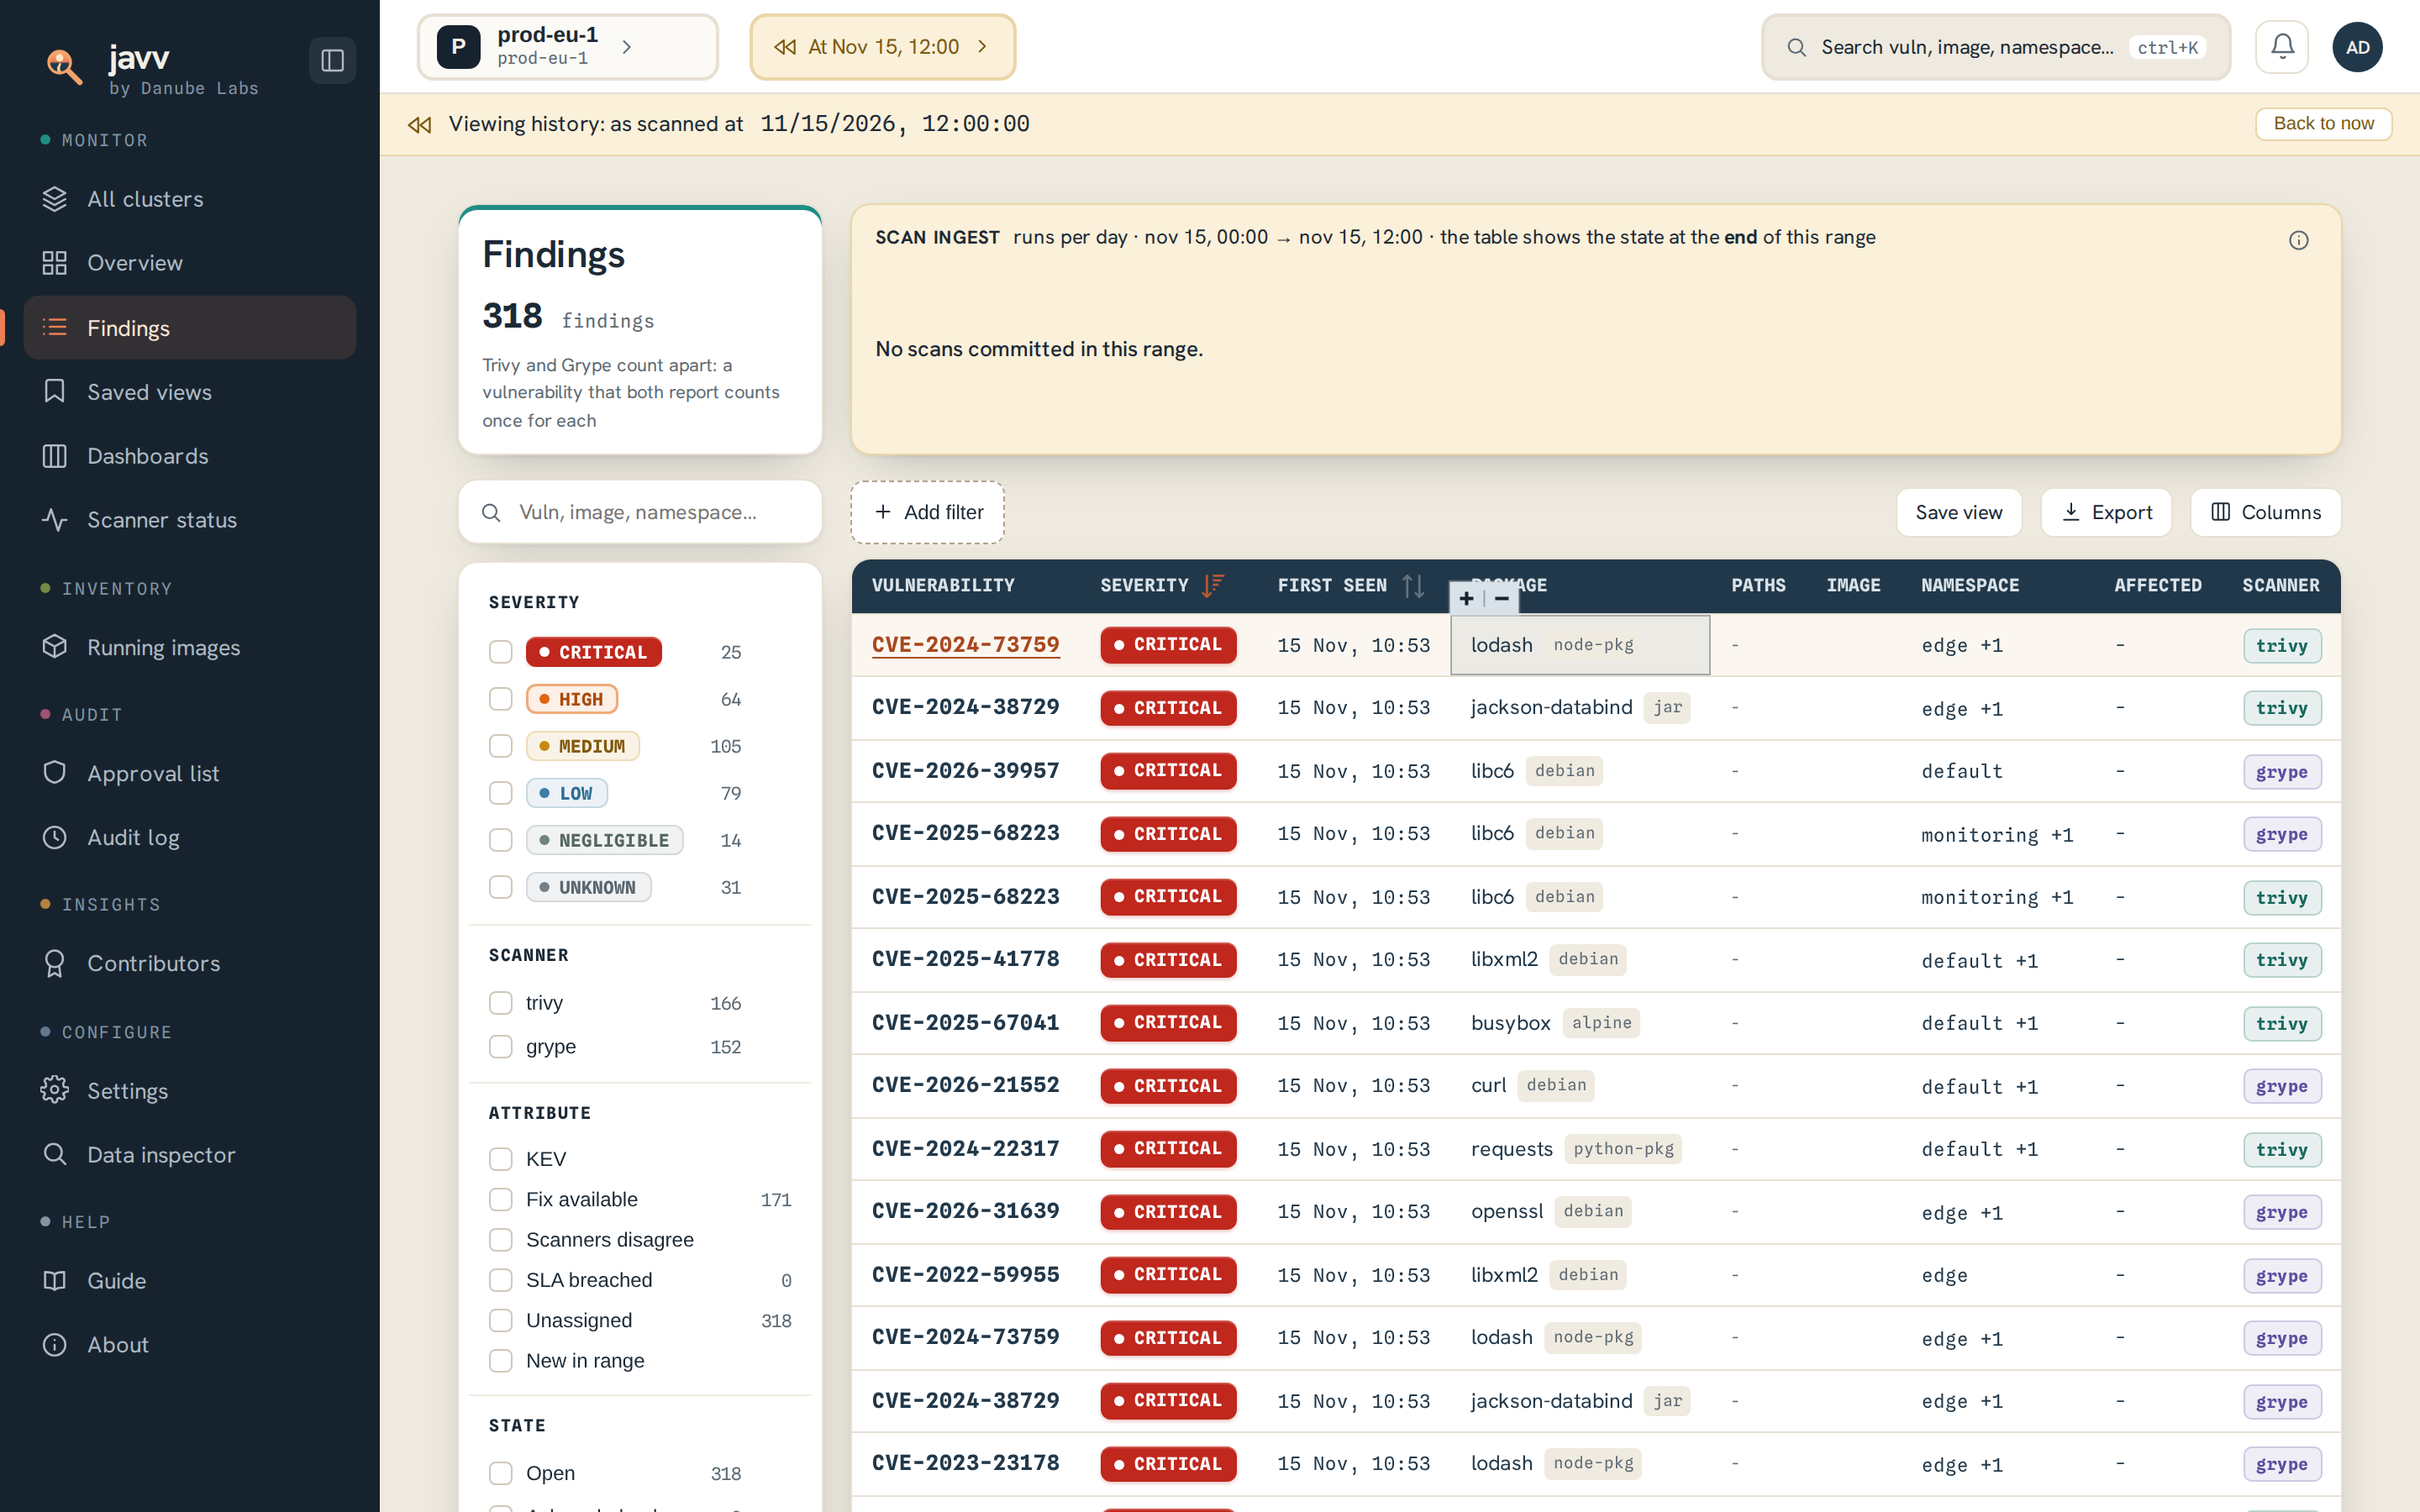 javv
by Danube Labs
MONITOR
All clusters
Overview
Findings
Saved views
Dashboards
Scanner status
INVENTORY
Running images
AUDIT
Approval list
Audit log
INSIGHTS
Contributors
CONFIGURE
Settings
Data inspector
HELP
Guide
About
P prod-eu-1
prod-eu-1
At Nov 15, 12:00
Search vuln, image, namespace... ctrl+K
AD
Viewing history: as scanned at 11/15/2026, 12:00:00
Back to now
Findings
318 findings
Trivy and Grype count apart: a
vulnerability that both report counts
once for each
SCAN INGEST runs per day · nov 15, 00:00 → nov 15, 12:00 · the table shows the state at the end of this range
No scans committed in this range.
Vuln, image, namespace...
+ Add filter
Save view
Export
Columns
SEVERITY
CRITICAL 25
HIGH 64
MEDIUM 105
LOW 79
NEGLIGIBLE 14
UNKNOWN 31
SCANNER
trivy 166
grype 152
ATTRIBUTE
KEV
Fix available 171
Scanners disagree
SLA breached 0
Unassigned 318
New in range
STATE
Open 318
VULNERABILITY SEVERITY FIRST SEEN PACKAGE PATHS IMAGE NAMESPACE AFFECTED SCANNER
+ | −
CVE-2024-73759 CRITICAL 15 Nov, 10:53 lodash node-pkg - edge +1 - trivy
CVE-2024-38729 CRITICAL 15 Nov, 10:53 jackson-databind jar - edge +1 - trivy
CVE-2026-39957 CRITICAL 15 Nov, 10:53 libc6 debian - default - grype
CVE-2025-68223 CRITICAL 15 Nov, 10:53 libc6 debian - monitoring +1 - grype
CVE-2025-68223 CRITICAL 15 Nov, 10:53 libc6 debian - monitoring +1 - trivy
CVE-2025-41778 CRITICAL 15 Nov, 10:53 libxml2 debian - default +1 - trivy
CVE-2025-67041 CRITICAL 15 Nov, 10:53 busybox alpine - default +1 - trivy
CVE-2026-21552 CRITICAL 15 Nov, 10:53 curl debian - default +1 - grype
CVE-2024-22317 CRITICAL 15 Nov, 10:53 requests python-pkg - default +1 - trivy
CVE-2026-31639 CRITICAL 15 Nov, 10:53 openssl debian - edge +1 - grype
CVE-2022-59955 CRITICAL 15 Nov, 10:53 libxml2 debian - edge - grype
CVE-2024-73759 CRITICAL 15 Nov, 10:53 lodash node-pkg - edge +1 - grype
CVE-2024-38729 CRITICAL 15 Nov, 10:53 jackson-databind jar - edge +1 - grype
CVE-2023-23178 CRITICAL 15 Nov, 10:53 lodash node-pkg - edge +1 - grype